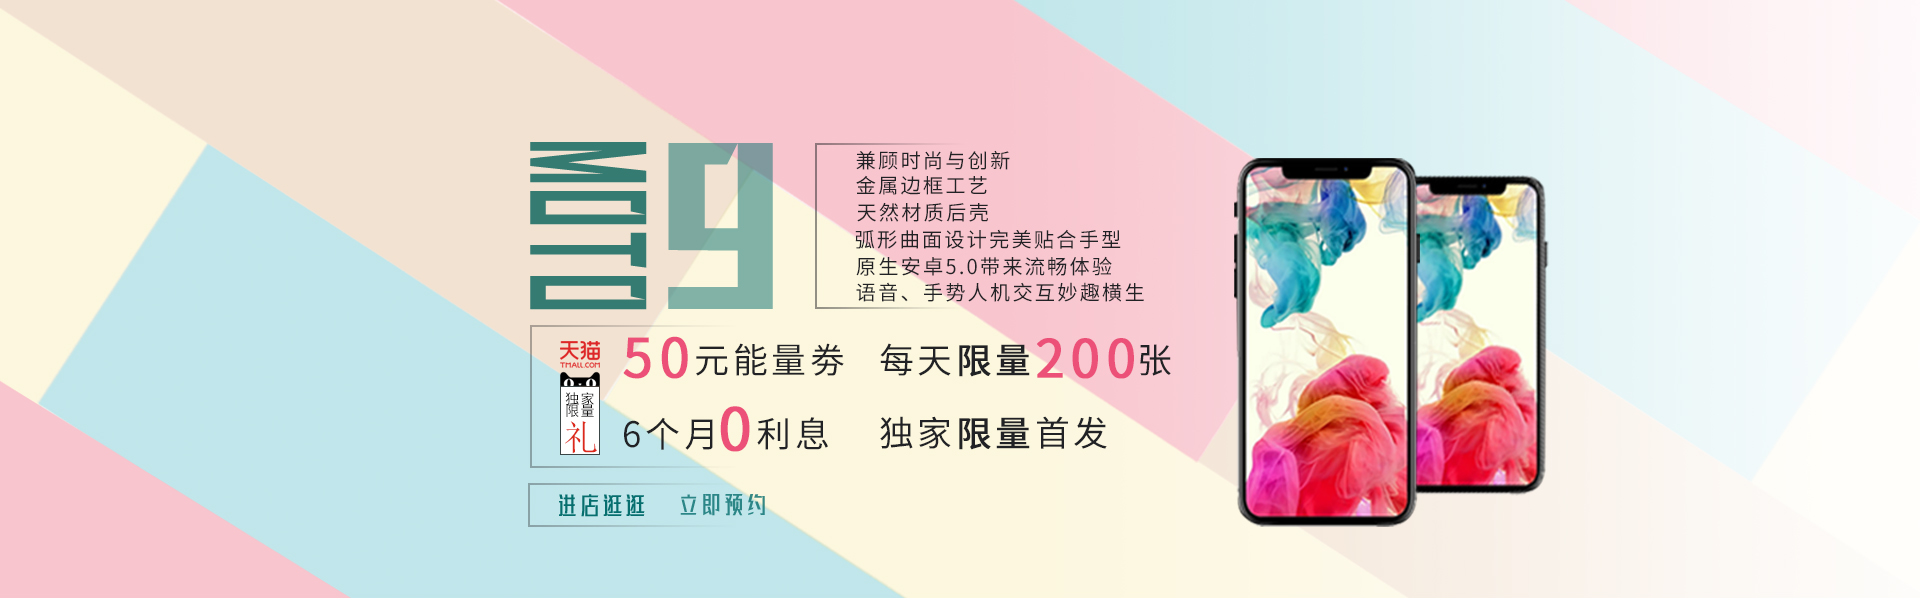 MOTO 9
兼顾时尚与创新
金属边框工艺
天然材质后壳
弧形曲面设计完美贴合手型
原生安卓5.0带来流畅体验
语音、手势人机交互妙趣横生
天猫
TMALL.COM
独家
限量
礼
50元能量券 每天限量200张
6个月0利息 独家限量首发
进店逛逛 立即预约